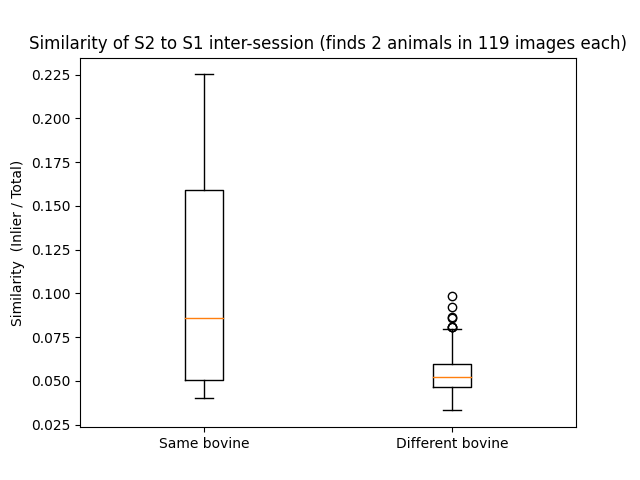 Similarity of S2 to S1 inter-session (finds 2 animals in 119 images each)
0.225
0.200
0.175
0.150
0.125
0.100
0.075
0.050
0.025
Similarity  (Inlier / Total)
Same bovine
Different bovine